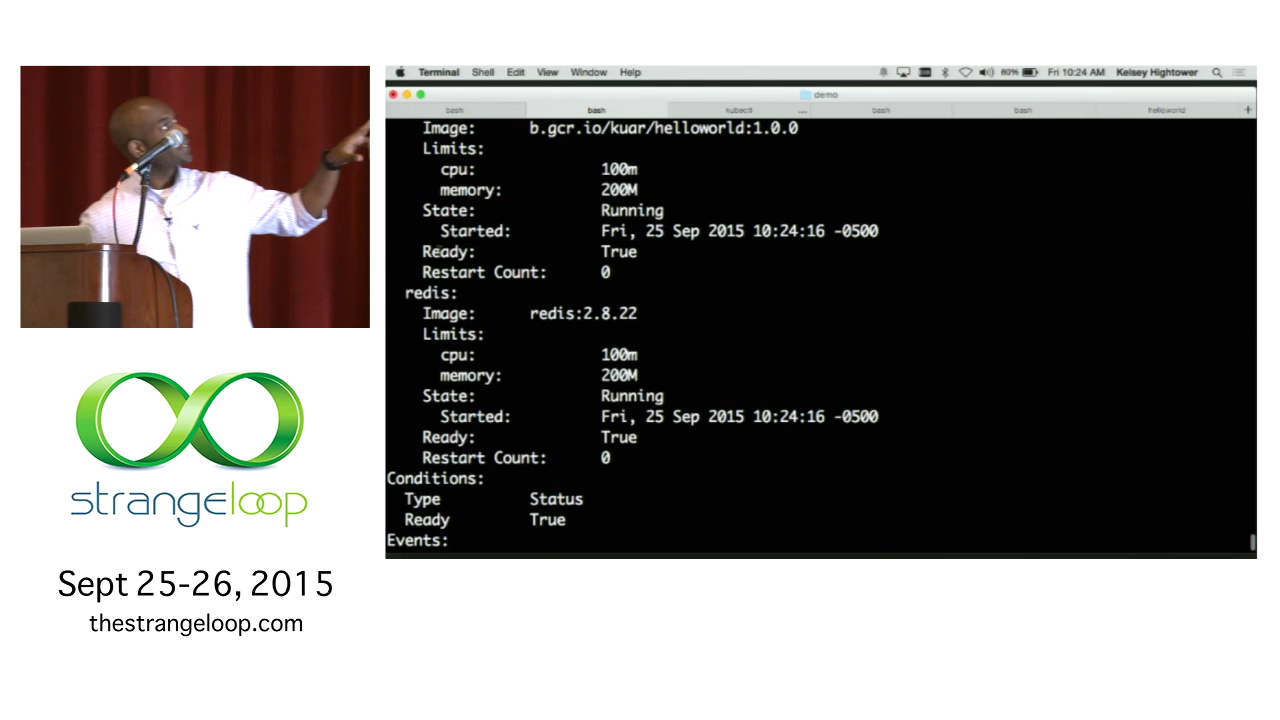 Terminal Shell Edit View Window Help 80% Fri 10:24 AM Kelsey Hightower
demo
bash bash kubectl ... bash bash helloworld +
Image: b.gcr.io/kuar/helloworld:1.0.0
Limits:
cpu: 100m
memory: 200M
State: Running
Started: Fri, 25 Sep 2015 10:24:16 -0500
Ready: True
Restart Count: 0
redis:
Image: redis:2.8.22
Limits:
cpu: 100m
memory: 200M
State: Running
Started: Fri, 25 Sep 2015 10:24:16 -0500
Ready: True
Restart Count: 0
Conditions:
Type Status
Ready True
Events:
strangeloop
Sept 25-26, 2015
thestrangeloop.com